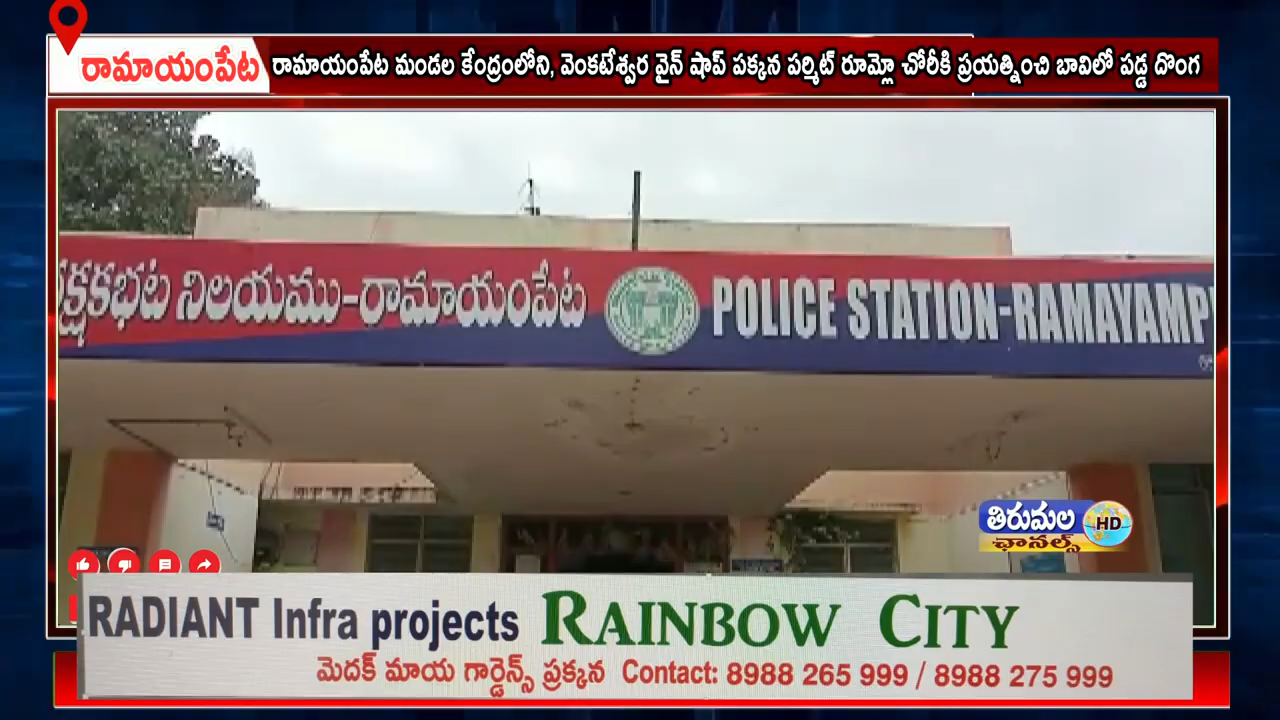 రామాయంపేట
రామాయంపేట మండల కేంద్రంలోని, వెంకటేశ్వర వైన్ షాప్ పక్కన పర్మిట్ రూమ్లో చోరీకి ప్రయత్నించి బావిలో పడ్డ దొంగ
రక్షకభట నిలయము-రామాయంపేట
POLICE STATION-RAMAYAMP
తిరుమల
HD
ఛానల్స్
RADIANT Infra projects RAINBOW CITY
మెదక్ మాయ గార్డెన్స్ ప్రక్కన Contact: 8988 265 999 / 8988 275 999